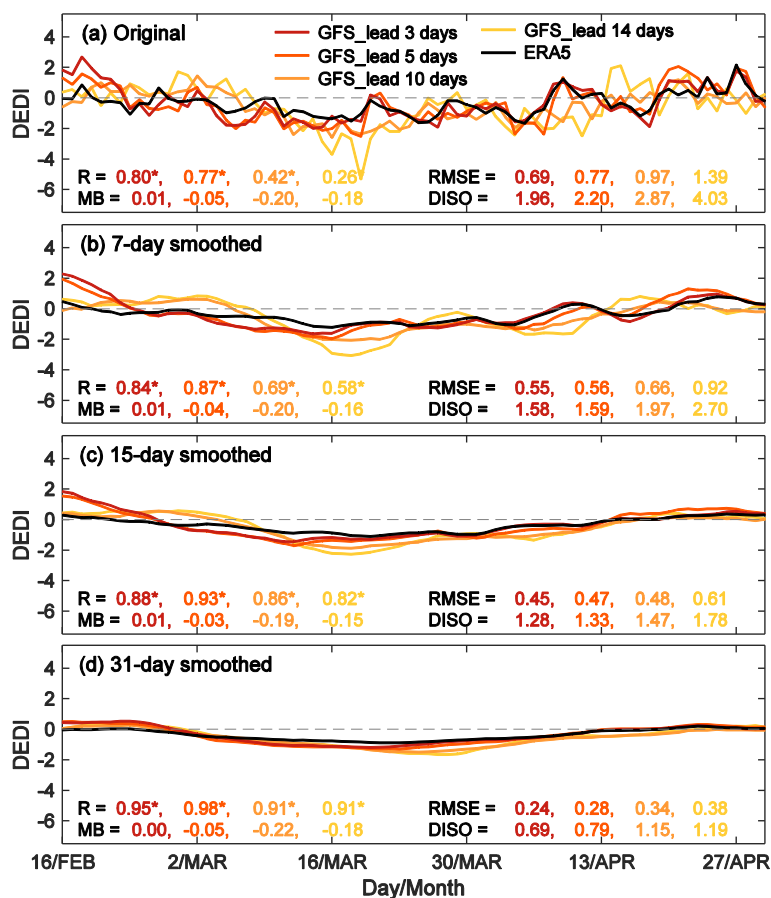 (a) Original
GFS_lead 3 days
GFS_lead 5 days
GFS_lead 10 days
GFS_lead 14 days
ERA5
DEDI
4
2
0
-2
-4
-6
R = 0.80*, 0.77*, 0.42*, 0.26* RMSE = 0.69, 0.77, 0.97, 1.39
MB = 0.01, -0.05, -0.20, -0.18 DISO = 1.96, 2.20, 2.87, 4.03
(b) 7-day smoothed
DEDI
4
2
0
-2
-4
-6
R = 0.84*, 0.87*, 0.69*, 0.58* RMSE = 0.55, 0.56, 0.66, 0.92
MB = 0.01, -0.04, -0.20, -0.16 DISO = 1.58, 1.59, 1.97, 2.70
(c) 15-day smoothed
DEDI
4
2
0
-2
-4
-6
R = 0.88*, 0.93*, 0.86*, 0.82* RMSE = 0.45, 0.47, 0.48, 0.61
MB = 0.01, -0.03, -0.19, -0.15 DISO = 1.28, 1.33, 1.47, 1.78
(d) 31-day smoothed
DEDI
4
2
0
-2
-4
-6
R = 0.95*, 0.98*, 0.91*, 0.91* RMSE = 0.24, 0.28, 0.34, 0.38
MB = 0.00, -0.05, -0.22, -0.18 DISO = 0.69, 0.79, 1.15, 1.19
16/FEB 2/MAR 16/MAR 30/MAR 13/APR 27/APR
Day/Month